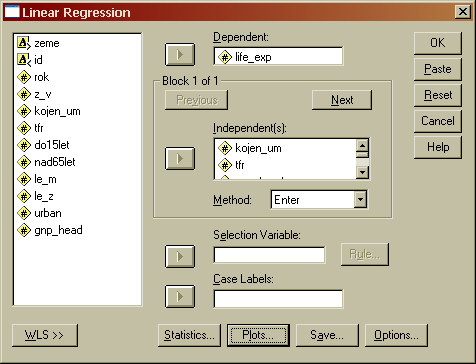 Linear Regression
zeme
id
rok
z_v
kojen_um
tfr
do15let
nad65let
le_m
le_z
urban
gnp_head
Dependent:
life_exp
Block 1 of 1
Previous
Next
Independent(s):
kojen_um
tfr
Method:
Enter
Selection Variable:
Rule...
Case Labels:
OK
Paste
Reset
Cancel
Help
WLS >>
Statistics...
Plots...
Save...
Options...